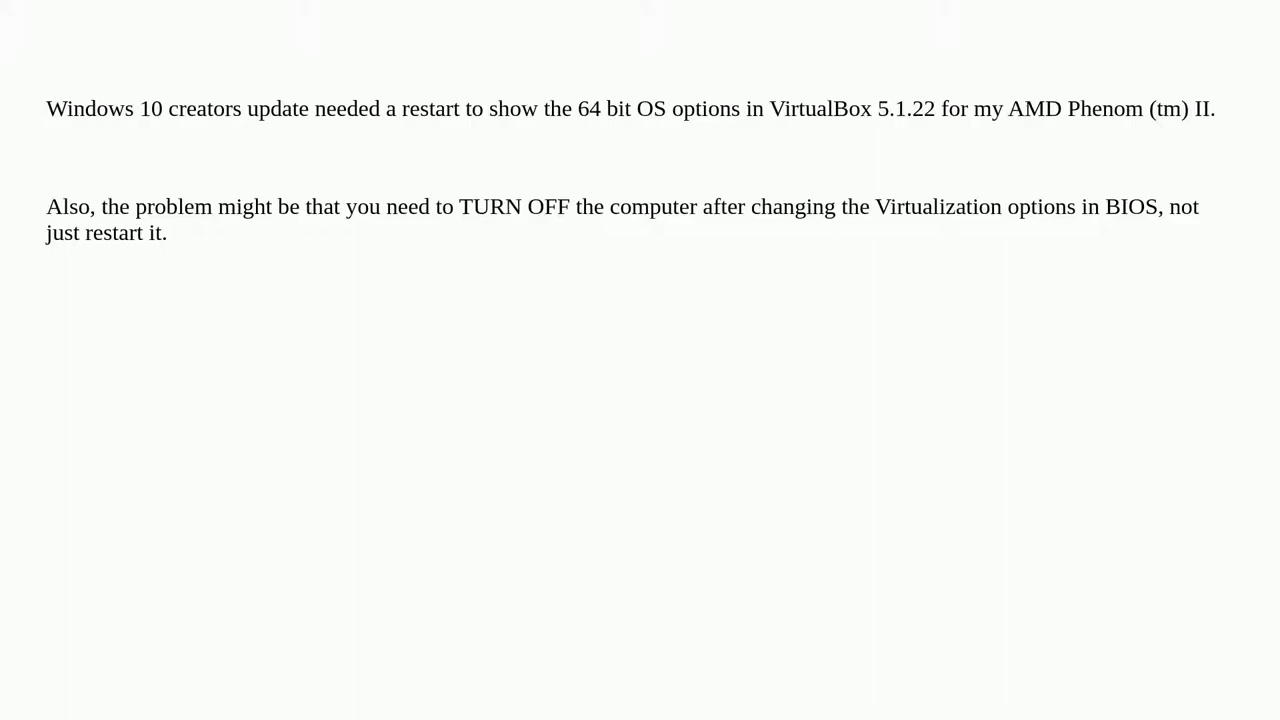 Windows 10 creators update needed a restart to show the 64 bit OS options in VirtualBox 5.1.22 for my AMD Phenom (tm) II.
Also, the problem might be that you need to TURN OFF the computer after changing the Virtualization options in BIOS, not
just restart it.